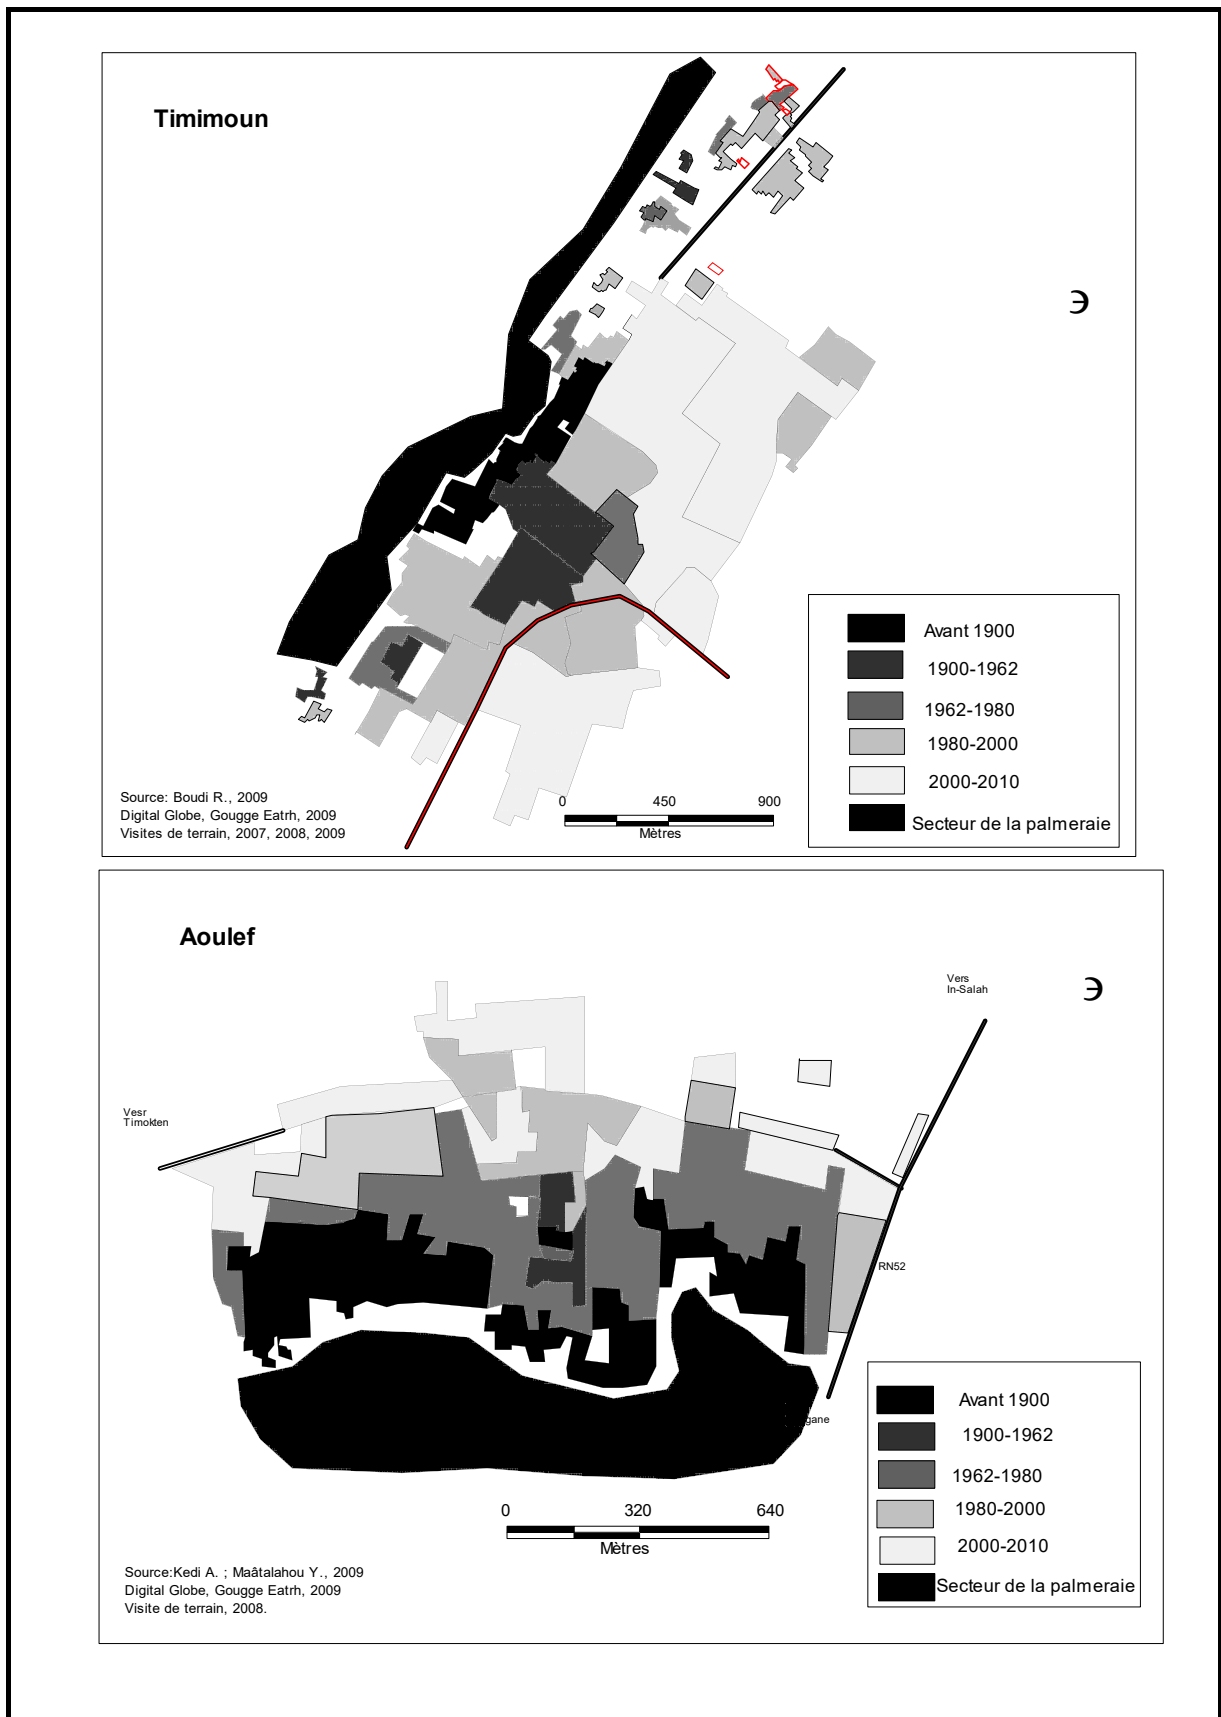 Timimoun
Avant 1900
1900-1962
1962-1980
1980-2000
2000-2010
Secteur de la palmeraie
Source: Boudi R., 2009
Digital Globe, Gougge Eatrh, 2009
Visites de terrain, 2007, 2008, 2009
0 450 900
Mètres
Aoulef
Vers
In-Salah
Vesr
Timokten
RN52
Avant 1900
1900-1962
1962-1980
1980-2000
2000-2010
Secteur de la palmeraie
0 320 640
Mètres
Source:Kedi A. ; Maâtalahou Y., 2009
Digital Globe, Gougge Eatrh, 2009
Visite de terrain, 2008.